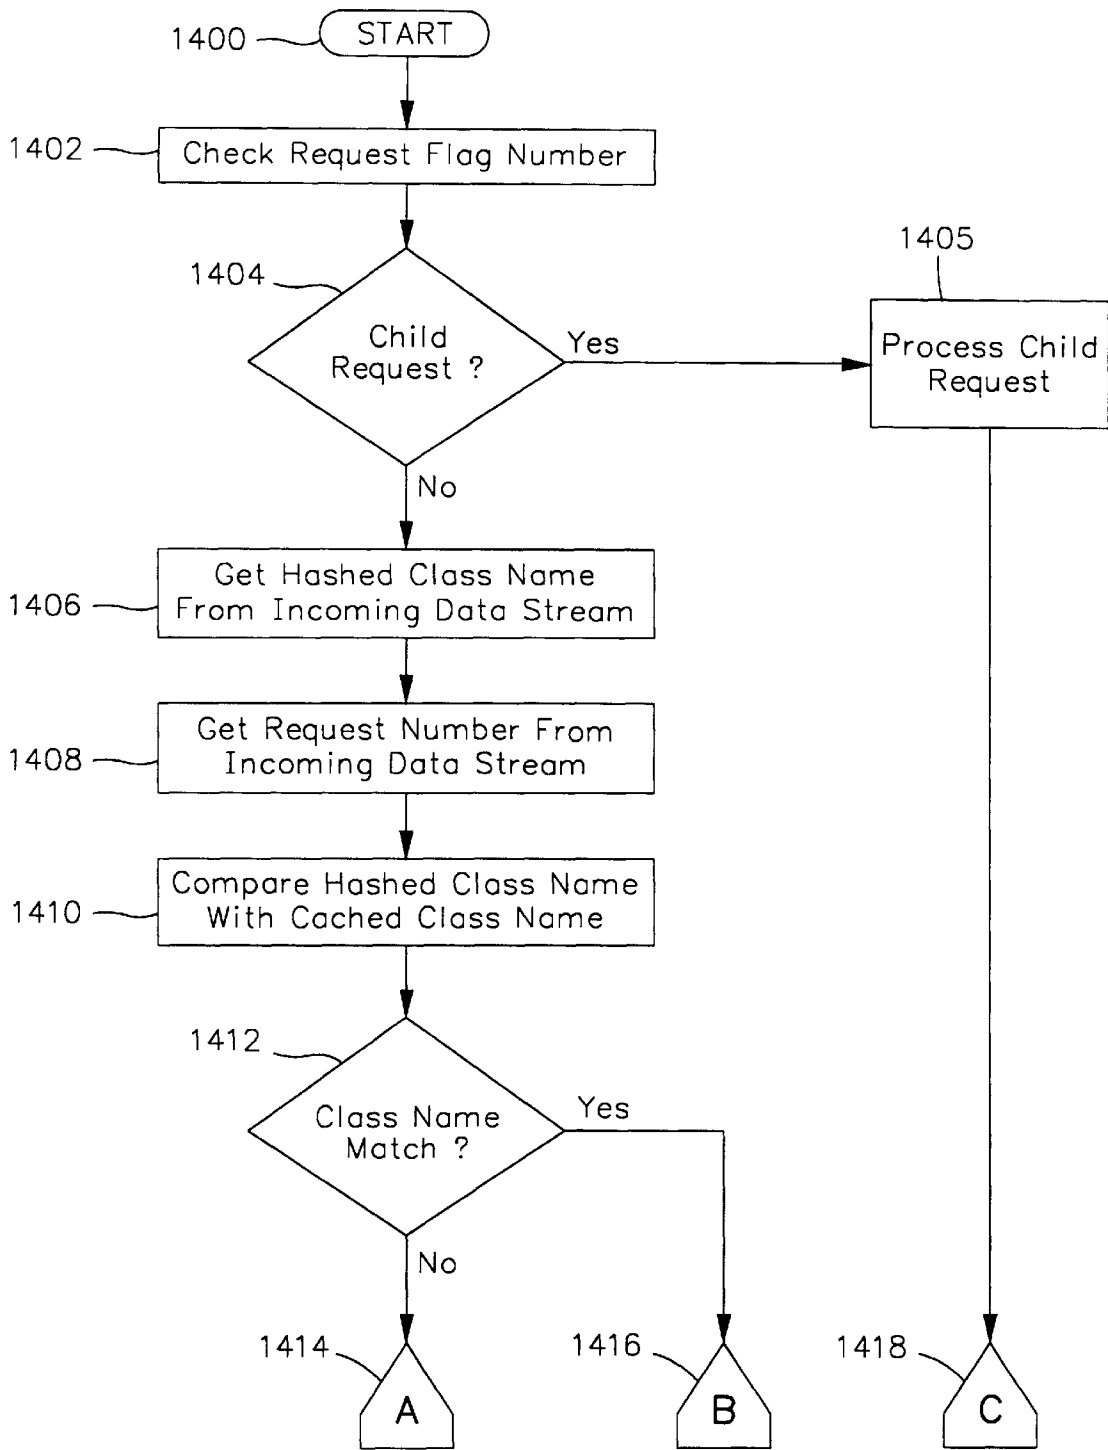 1400
START
1402
Check Request Flag Number
1404
Child
Request ?
Yes
1405
Process Child
Request
No
1406
Get Hashed Class Name
From Incoming Data Stream
1408
Get Request Number From
Incoming Data Stream
1410
Compare Hashed Class Name
With Cached Class Name
1412
Class Name
Match ?
Yes
No
1414
A
1416
B
1418
C